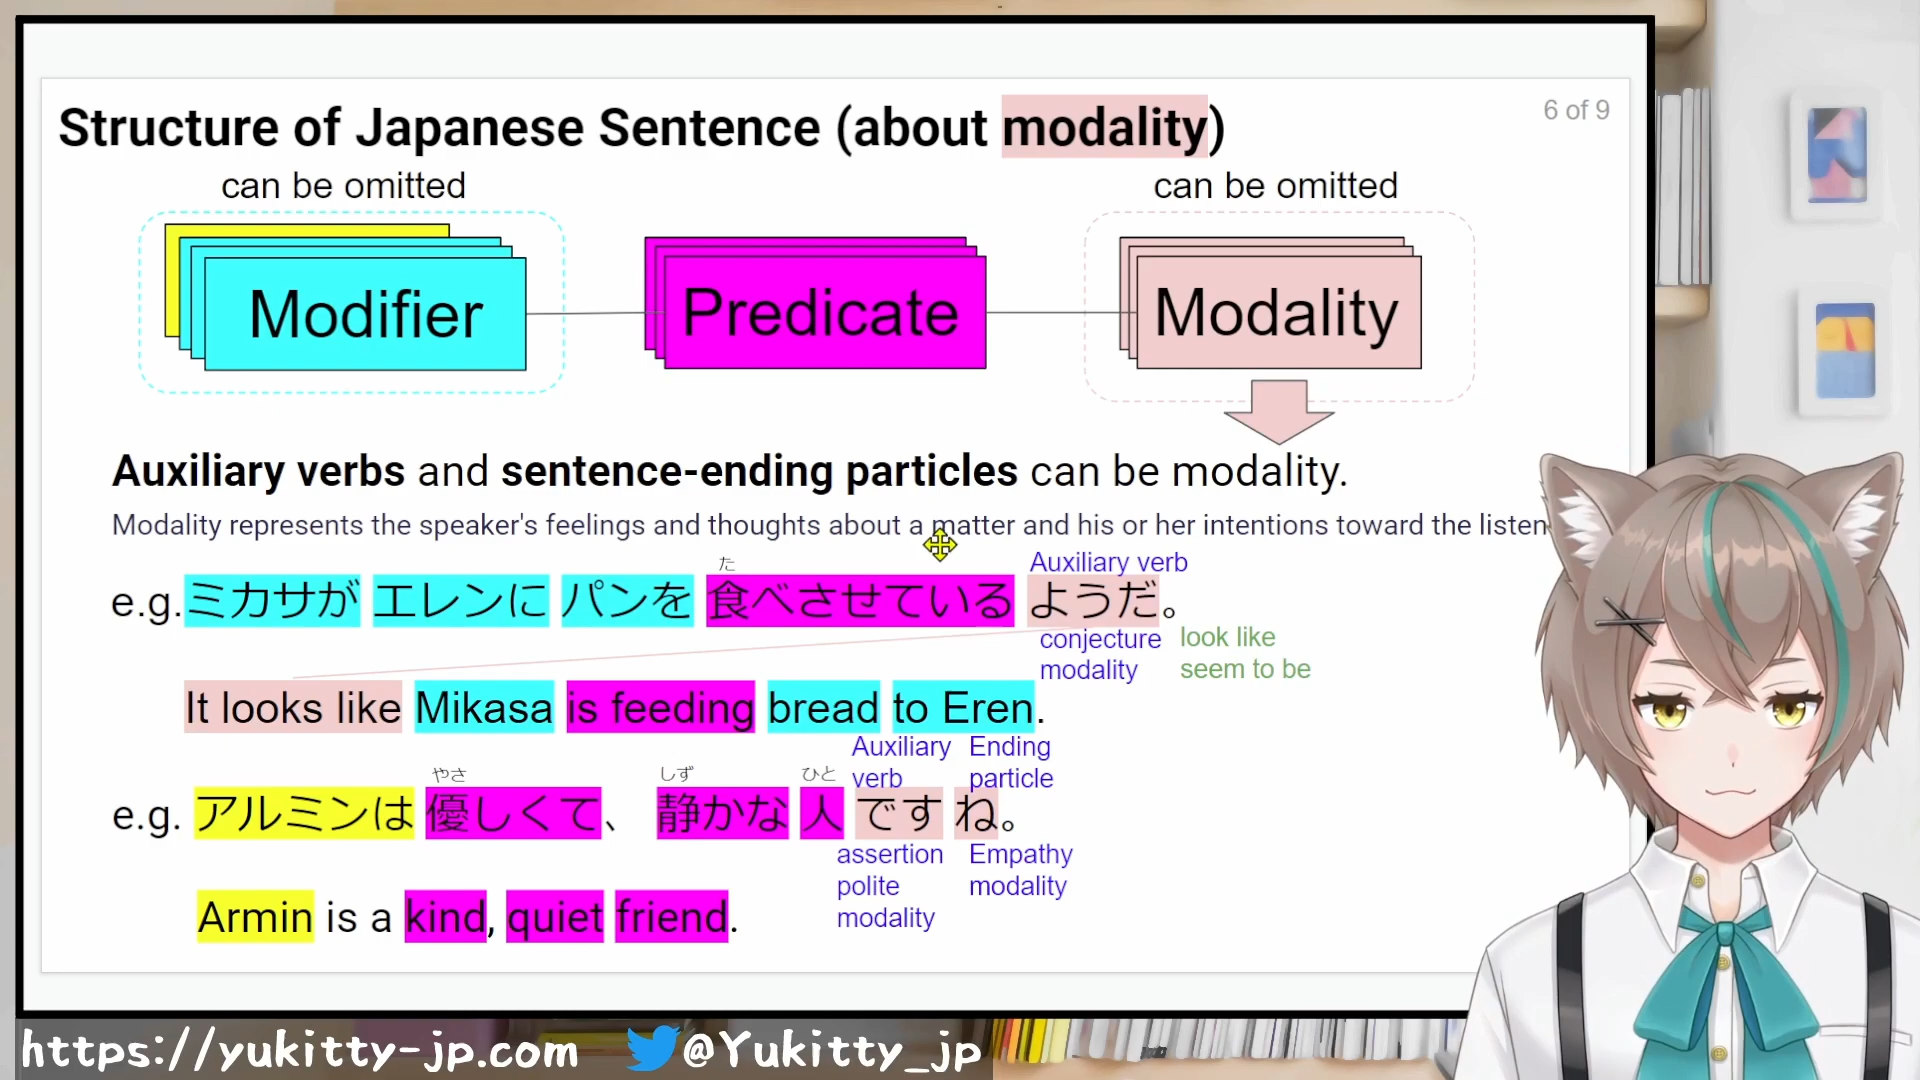 Structure of Japanese Sentence (about modality)
6 of 9
can be omitted
can be omitted
Modifier
Predicate
Modality
Auxiliary verbs and sentence-ending particles can be modality.
Modality represents the speaker's feelings and thoughts about a matter and his or her intentions toward the listen
た
Auxiliary verb
e.g. ミカサが エレンに パンを 食べさせている ようだ。
conjecture modality
look like
seem to be
It looks like Mikasa is feeding bread to Eren.
Auxiliary verb
Ending particle
やさ しず ひと
e.g. アルミンは 優しくて、 静かな 人 です ね。
assertion polite modality
Empathy modality
Armin is a kind, quiet friend.
https://yukitty-jp.com @Yukitty_jp